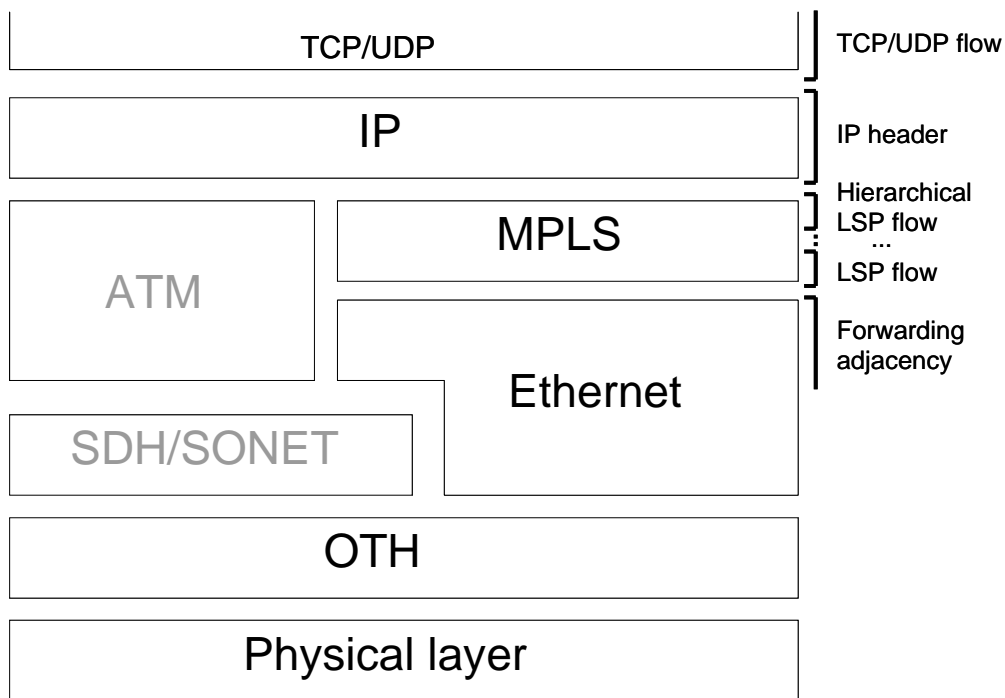 TCP/UDP
TCP/UDP flow
IP
IP header
Hierarchical
LSP flow
...
MPLS
LSP flow
ATM
Forwarding
adjacency
Ethernet
SDH/SONET
OTH
Physical layer